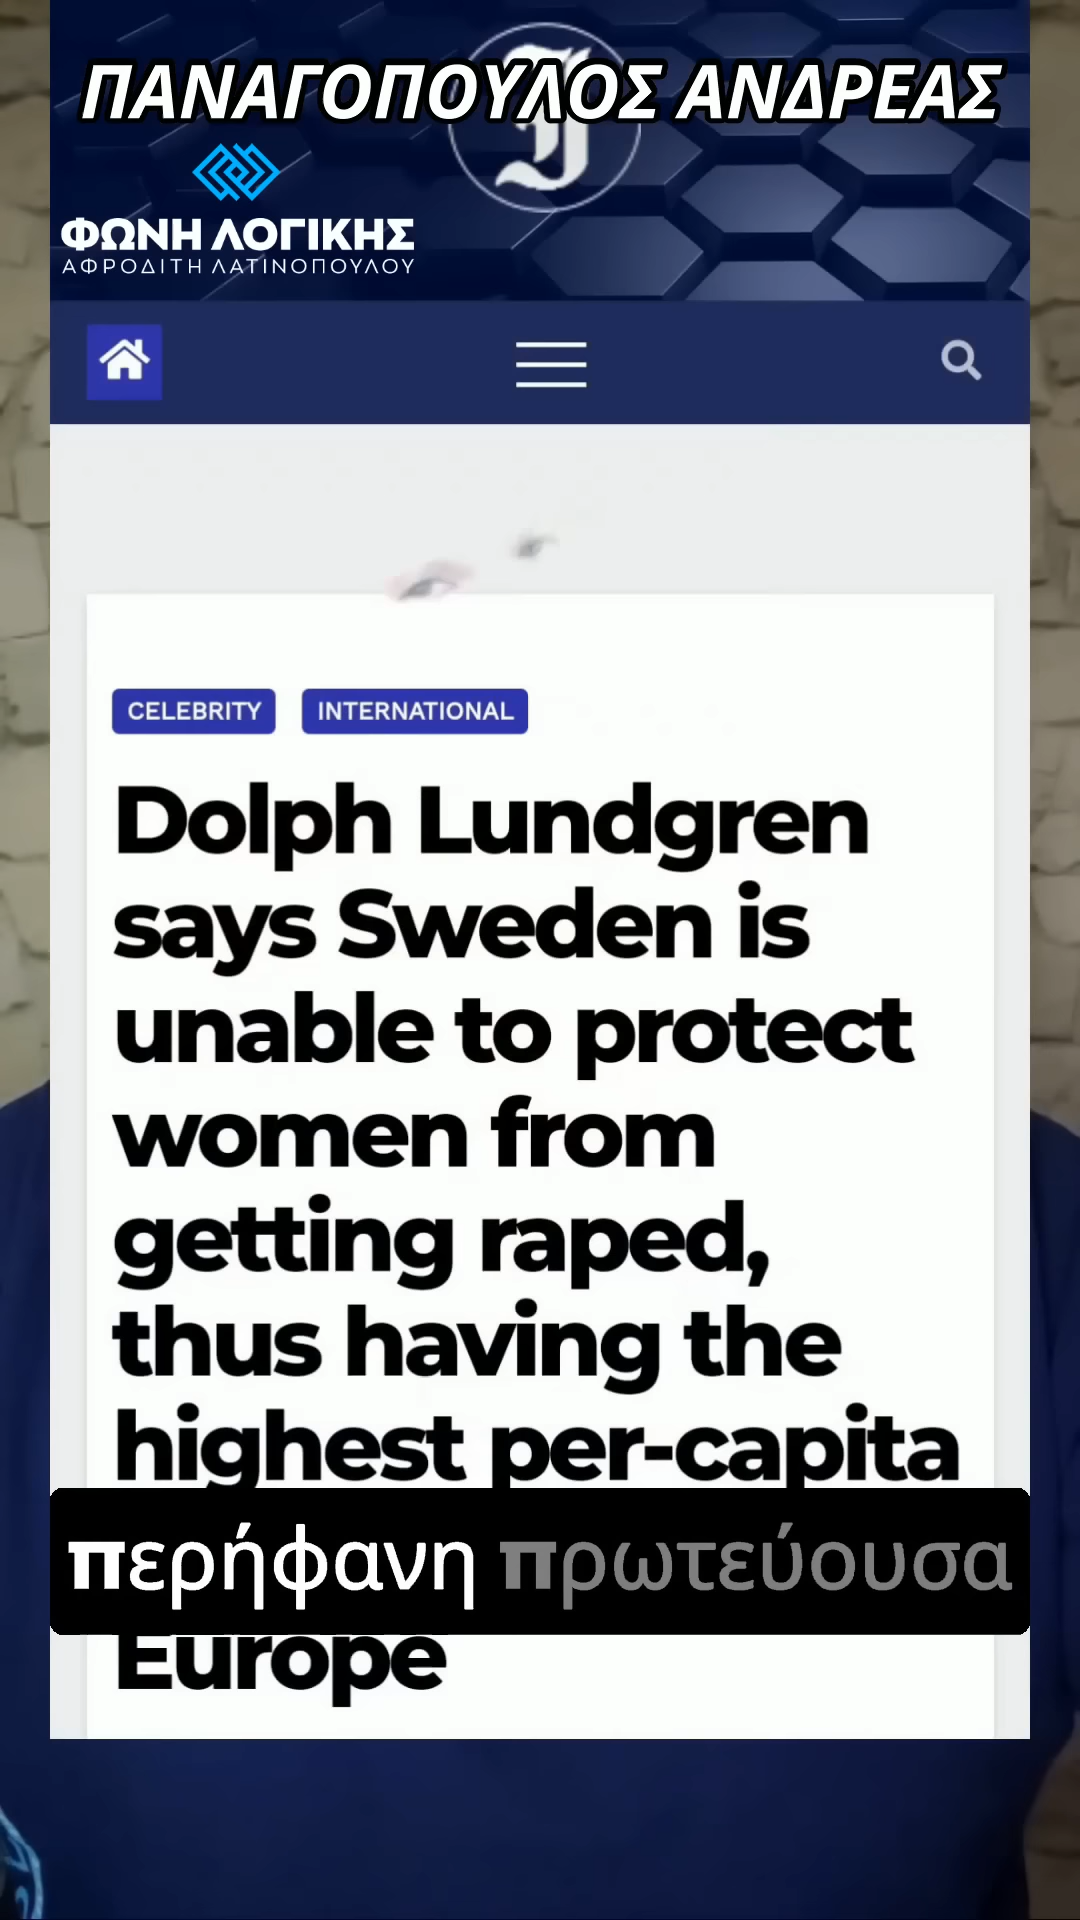 ΠΑΝΑΓΟΠΟΥΛΟΣ ΑΝΔΡΕΑΣ
ΦΩΝΗ ΛΟΓΙΚΗΣ
ΑΦΡΟΔΙΤΗ ΛΑΤΙΝΟΠΟΥΛΟΥ
CELEBRITY INTERNATIONAL
Dolph Lundgren
says Sweden is
unable to protect
women from
getting raped,
thus having the
highest per-capita
περήφανη πρωτεύουσα
Europe